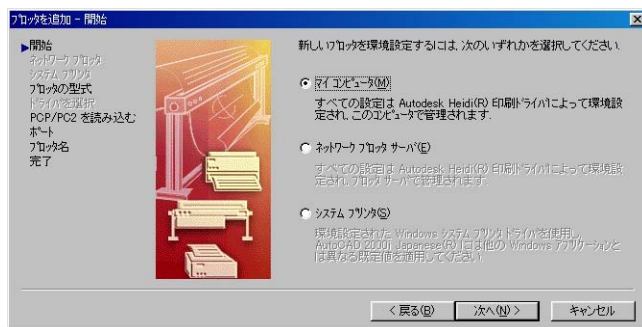 ﾌﾟﾛｯﾀを追加 - 開始
開始
ﾈｯﾄﾜｰｸ ﾌﾟﾛｯﾀ
ｼｽﾃﾑ ﾌﾟﾘﾝﾀ
ﾌﾟﾛｯﾀの型式
ﾄﾞﾗｲﾊﾞを選択
PCP/PC2 を読み込む
ﾎﾟｰﾄ
ﾌﾟﾛｯﾀ名
完了
新しいﾌﾟﾛｯﾀを環境設定するには、次のいずれかを選択してください.
ﾏｲ ｺﾝﾋﾟｭｰﾀ(M)
すべての設定は Autodesk Heidi(R) 印刷ﾄﾞﾗｲﾊﾞによって環境設
定され、このｺﾝﾋﾟｭｰﾀで管理されます.
ﾈｯﾄﾜｰｸ ﾌﾟﾛｯﾀ ｻｰﾊﾞ(E)
すべての設定は Autodesk Heidi(R) 印刷ﾄﾞﾗｲﾊﾞによって環境設
定され、ﾌﾟﾛｯﾀ ｻｰﾊﾞで管理されます.
ｼｽﾃﾑ ﾌﾟﾘﾝﾀ(S)
環境設定された Windows ｼｽﾃﾑ ﾌﾟﾘﾝﾀ ﾄﾞﾗｲﾊﾞを使用し、
AutoCAD 2000i Japanese(R) には他の Windows ｱﾌﾟﾘｹｰｼｮﾝと
は異なる既定値を適用してください.
< 戻る(B)
次へ(N) >
ｷｬﾝｾﾙ